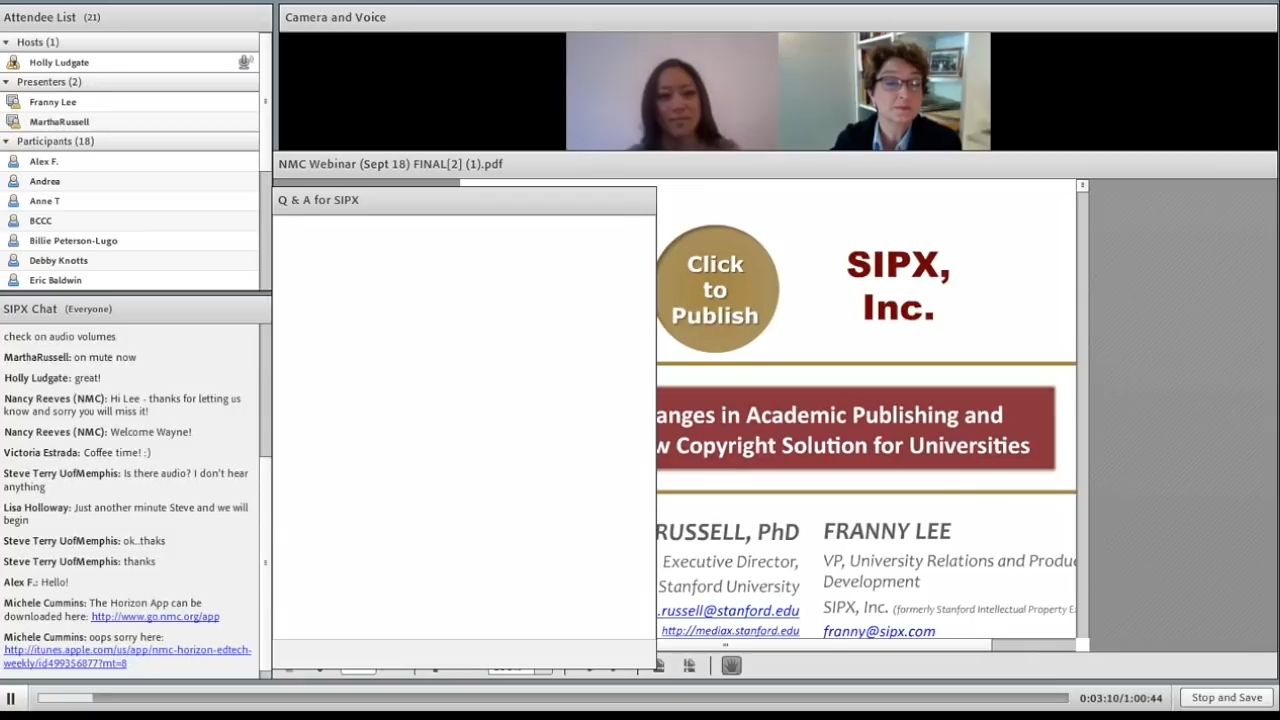 Attendee List (21)
Hosts (1)
Holly Ludgate
Presenters (2)
Franny Lee
MarthaRussell
Participants (18)
Alex F.
Andrea
Anne T
BCCC
Billie Peterson-Lugo
Debby Knotts
Eric Baldwin
SIPX Chat (Everyone)
check on audio volumes
MarthaRussell: on mute now
Holly Ludgate: great!
Nancy Reeves (NMC): Hi Lee - thanks for letting us
know and sorry you will miss it!
Nancy Reeves (NMC): Welcome Wayne!
Victoria Estrada: Coffee time! :)
Steve Terry UofMemphis: Is there audio? I don't hear
anything
Lisa Holloway: Just another minute Steve and we will
begin
Steve Terry UofMemphis: ok..thaks
Steve Terry UofMemphis: thanks
Alex F.: Hello!
Michele Cummins: The Horizon App can be
downloaded here: http://www.go.nmc.org/app
Michele Cummins: oops sorry here:
http://itunes.apple.com/us/app/nmc-horizon-edtech-
weekly/id499356877?mt=8
Camera and Voice
NMC Webinar (Sept 18) FINAL[2] (1).pdf
Q & A for SIPX
Click
to
Publish
SIPX,
Inc.
anges in Academic Publishing and
w Copyright Solution for Universities
RUSSELL, PhD
Executive Director,
Stanford University
.russell@stanford.edu
http://mediax.stanford.edu
FRANNY LEE
VP, University Relations and Produc
Development
SIPX, Inc. (formerly Stanford Intellectual Property E
franny@sipx.com
0:03:10/1:00:44
Stop and Save